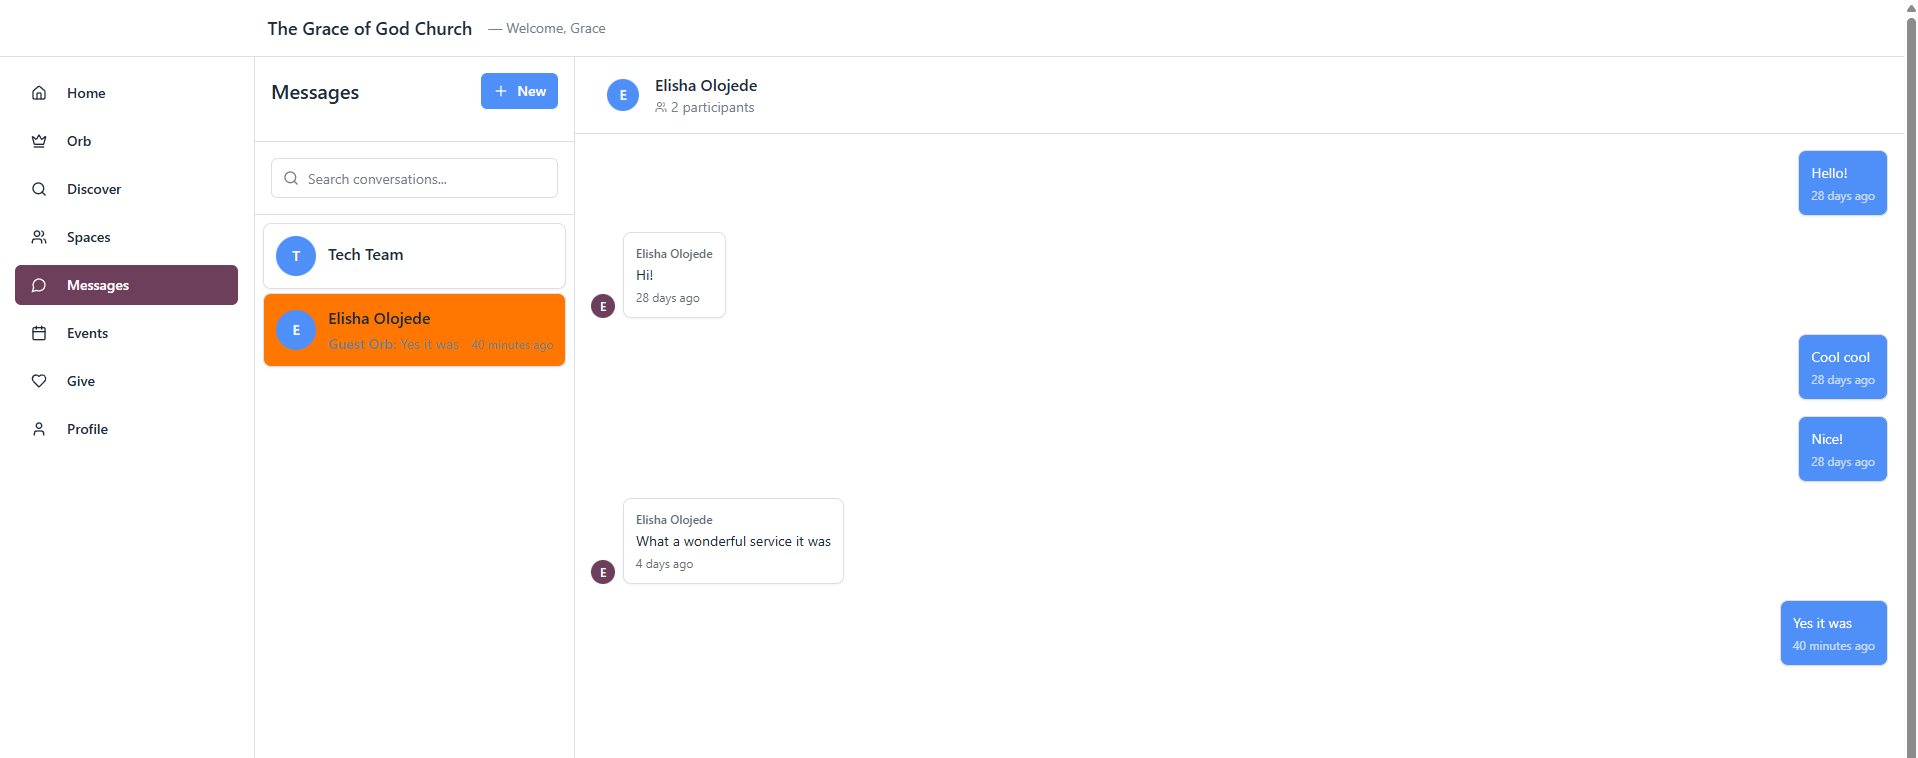 The Grace of God Church — Welcome, Grace
Home
Orb
Discover
Spaces
Messages
Events
Give
Profile
Messages
+ New
Search conversations...
T
Tech Team
E
Elisha Olojede
Guest Orb: Yes it was 40 minutes ago
E
Elisha Olojede
2 participants
Hello!
28 days ago
Elisha Olojede
Hi!
28 days ago
E
Cool cool
28 days ago
Nice!
28 days ago
Elisha Olojede
What a wonderful service it was
4 days ago
E
Yes it was
40 minutes ago